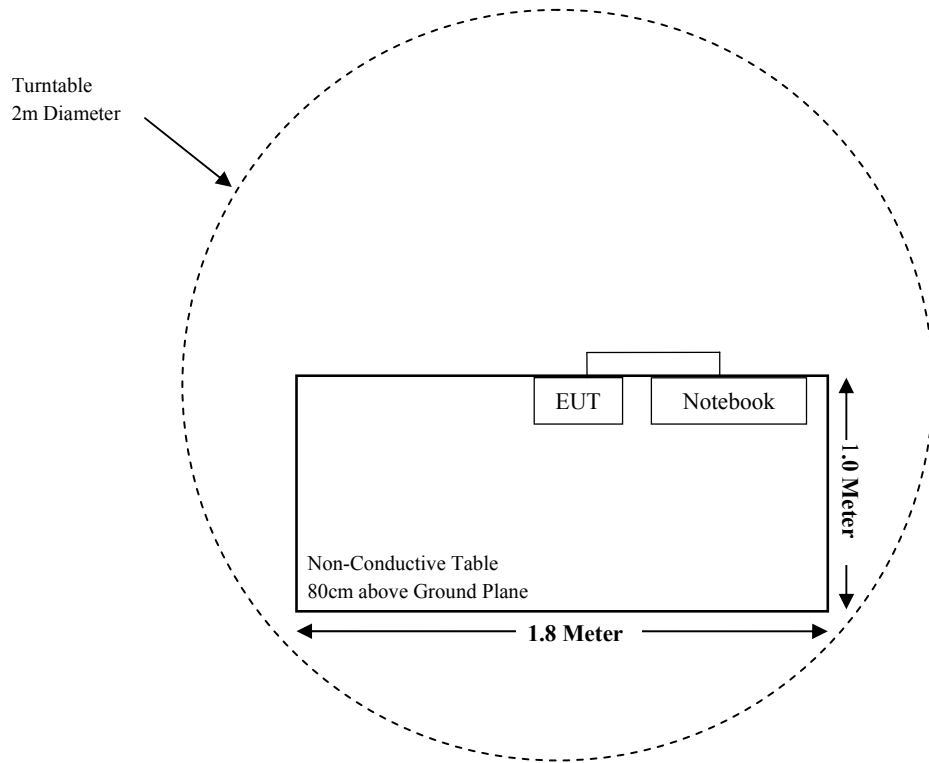 Turntable
2m Diameter
EUT
Notebook
1.0 Meter
Non-Conductive Table
80cm above Ground Plane
1.8 Meter